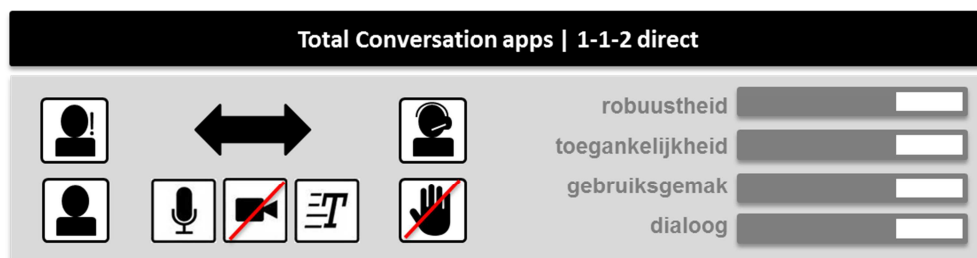 Total Conversation apps | 1-1-2 direct
robuustheid
toegankelijkheid
gebruiksgemak
dialoog
T